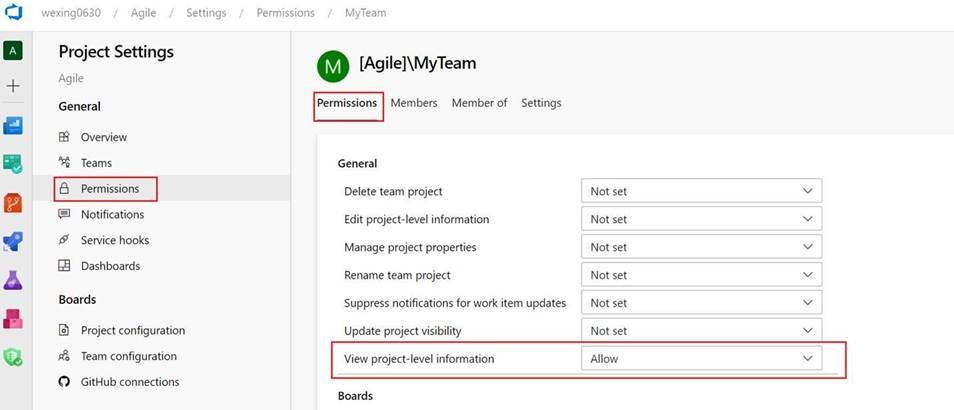 wexing0630 / Agile / Settings / Permissions / MyTeam
A
Project Settings
Agile
General
Overview
Teams
Permissions
Notifications
Service hooks
Dashboards
Boards
Project configuration
Team configuration
GitHub connections
M
[Agile]\MyTeam
Permissions Members Member of Settings
General
Delete team project Not set
Edit project-level information Not set
Manage project properties Not set
Rename team project Not set
Suppress notifications for work item updates Not set
Update project visibility Not set
View project-level information Allow
Boards